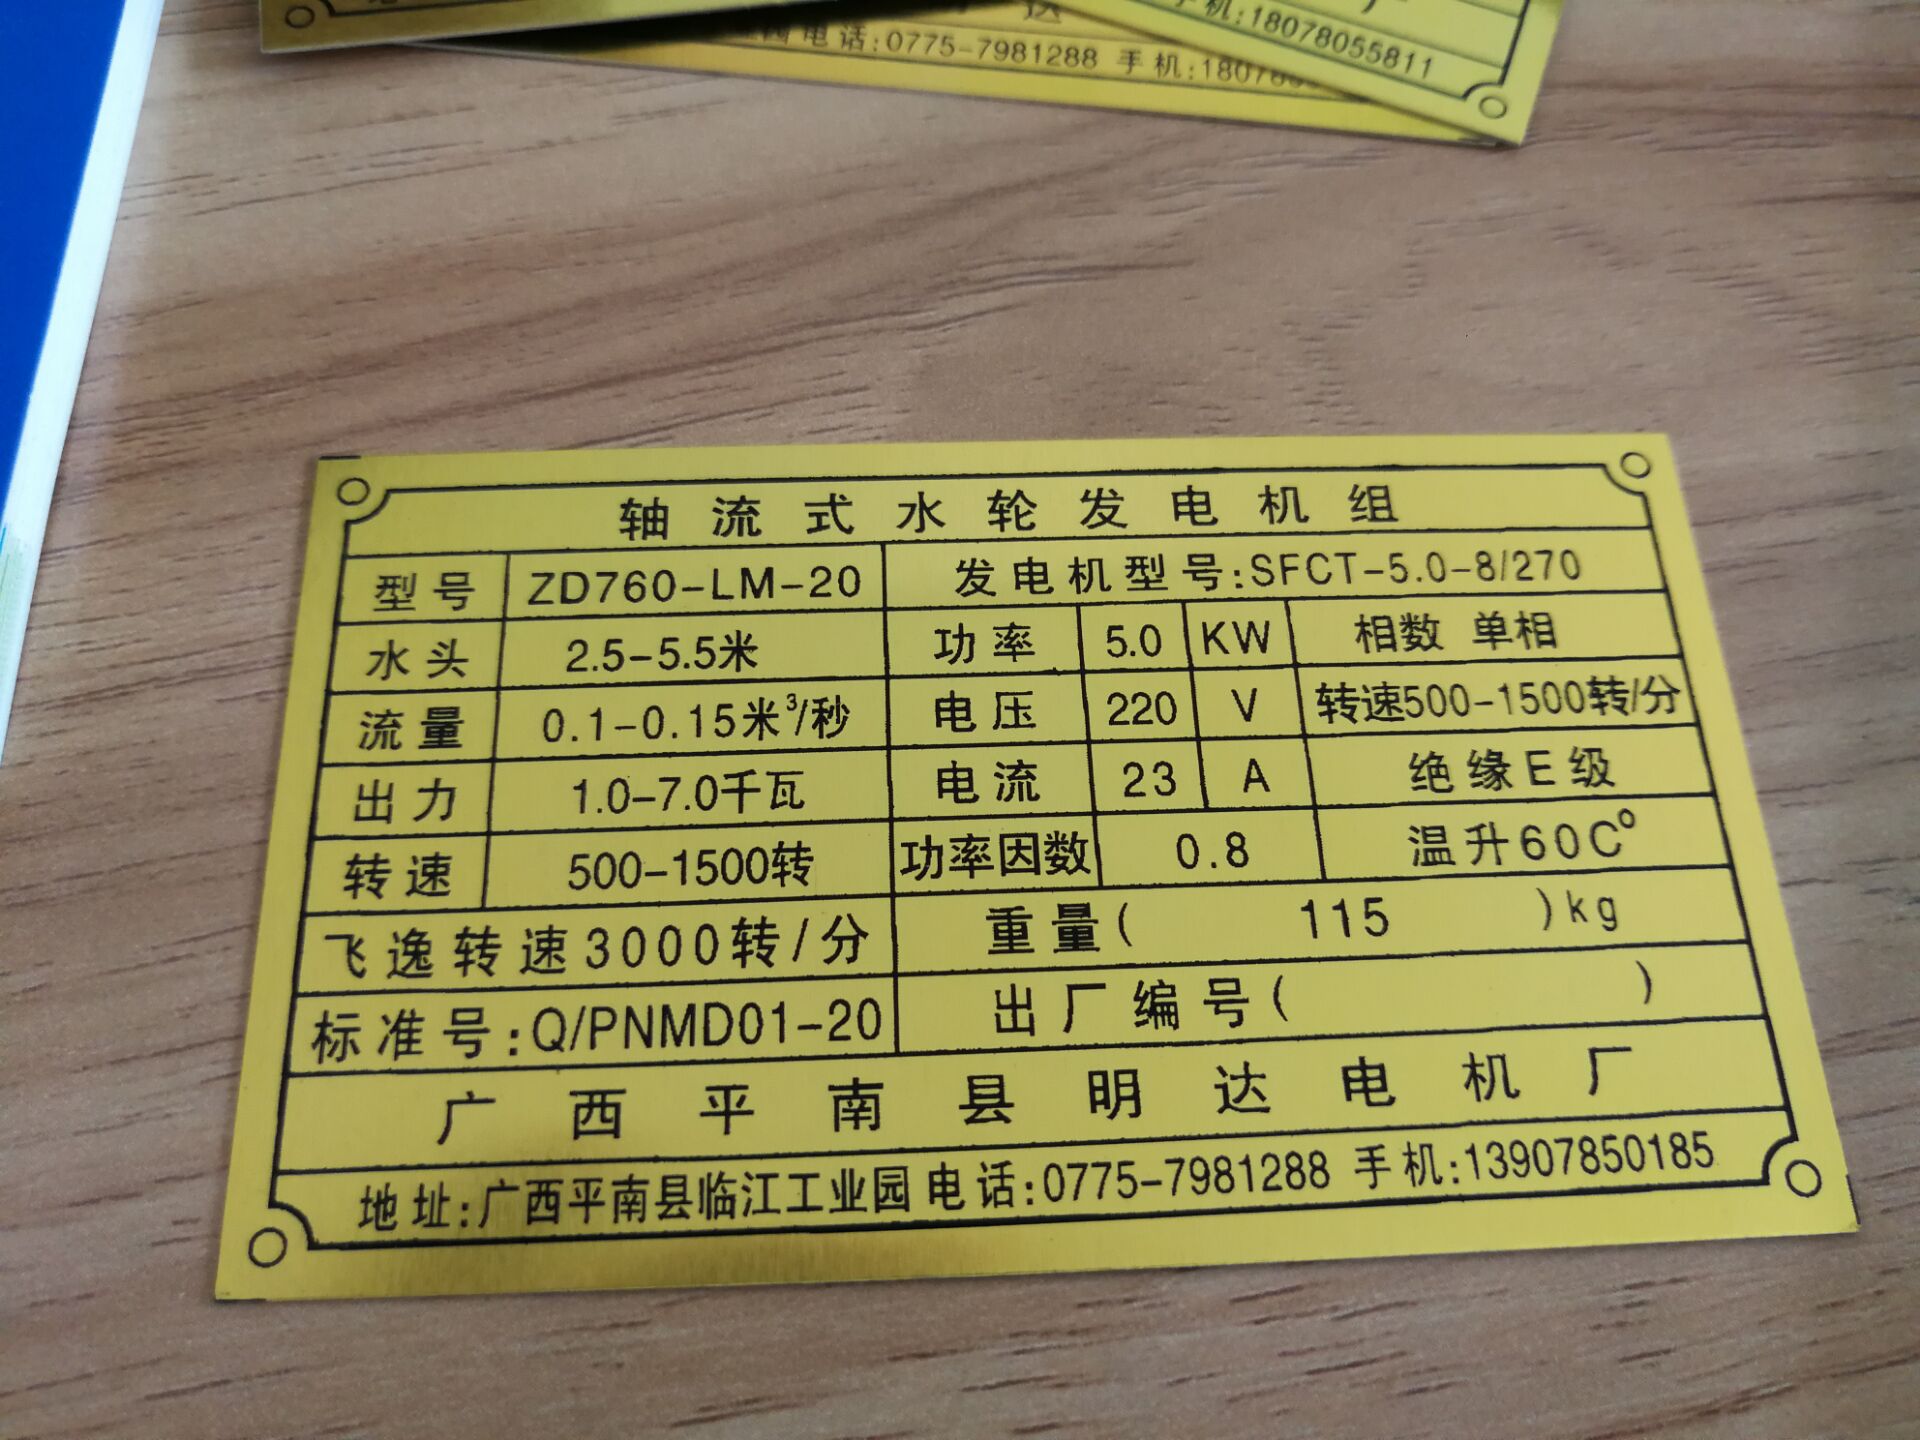 达
电话:0775-7981288 手机:18078
手机:18078055811
轴流式水轮发电机组
型号 ZD760-LM-20 发电机型号:SFCT-5.0-8/270
水头 2.5-5.5米 功率 5.0 KW 相数 单相
流量 0.1-0.15米³/秒 电压 220 V 转速500-1500转/分
出力 1.0-7.0千瓦 电流 23 A 绝缘E级
转速 500-1500转 功率因数 0.8 温升60C°
飞逸转速3000转/分 重量( 115 )kg
标准号:Q/PNMD01-20 出厂编号( )
广西平南县明达电机厂
地址:广西平南县临江工业园 电话:0775-7981288 手机:13907850185